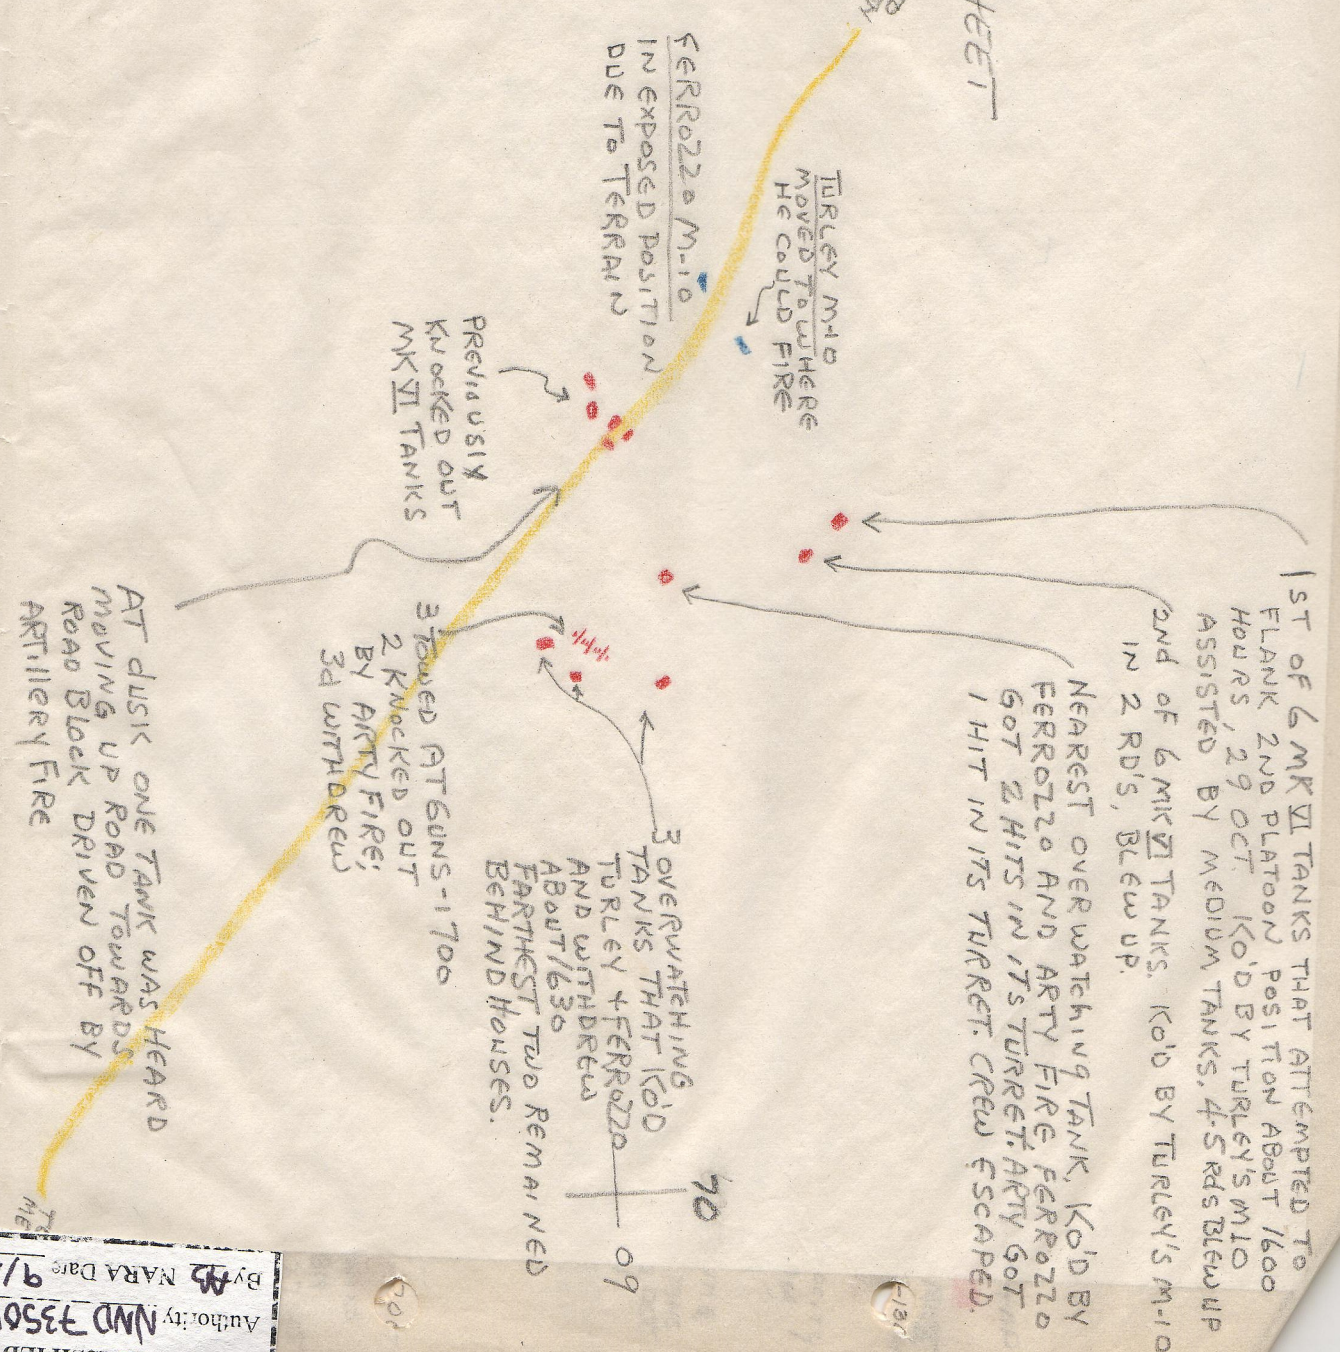 HEET
TURLEY M-10
MOVED TO WHERE
HE COULD FIRE
FERROZZO M-10
IN EXPOSED POSITION
DUE TO TERRAIN
PREVIOUSLY
KNOCKED OUT
MK VI TANKS
1ST OF 6 MK VI TANKS THAT ATTEMPTED TO
FLANK 2ND PLATOON POSITION ABOUT 1600
HOURS, 29 OCT. KO'D BY TURLEY'S M10
ASSISTED BY MEDIUM TANKS. 4-5 RdS BLEW UP
2nd OF 6 MK VI TANKS. KO'D BY TURLEY'S M-10
IN 2 RD'S, BLEW UP.
NEAREST OVERWATCHING TANK, KO'D BY
FERROZZO AND ARTY FIRE FERROZZO
GOT 2 HITS IN ITS TURRET. ARTY GOT
1 HIT IN ITS TURRET. CREW ESCAPED.
3 OVERWATCHING
TANKS THAT KO'D
TURLEY + FERROZZO
AND WITHDREW
ABOUT 1630
FARTHEST TWO REMAINED
BEHIND HOUSES.
3 TOWED AT GUNS-1700
2 KNOCKED OUT
BY ARTY FIRE;
3d WITHDREW
AT dUSK ONE TANK WAS HEARD
MOVING UP ROAD TOWARDS
ROAD BLOCK DRIVEN OFF BY
ARTILLERY FIRE
90
09
TO
ME
Authority NND 7350
By NARA Date 9/